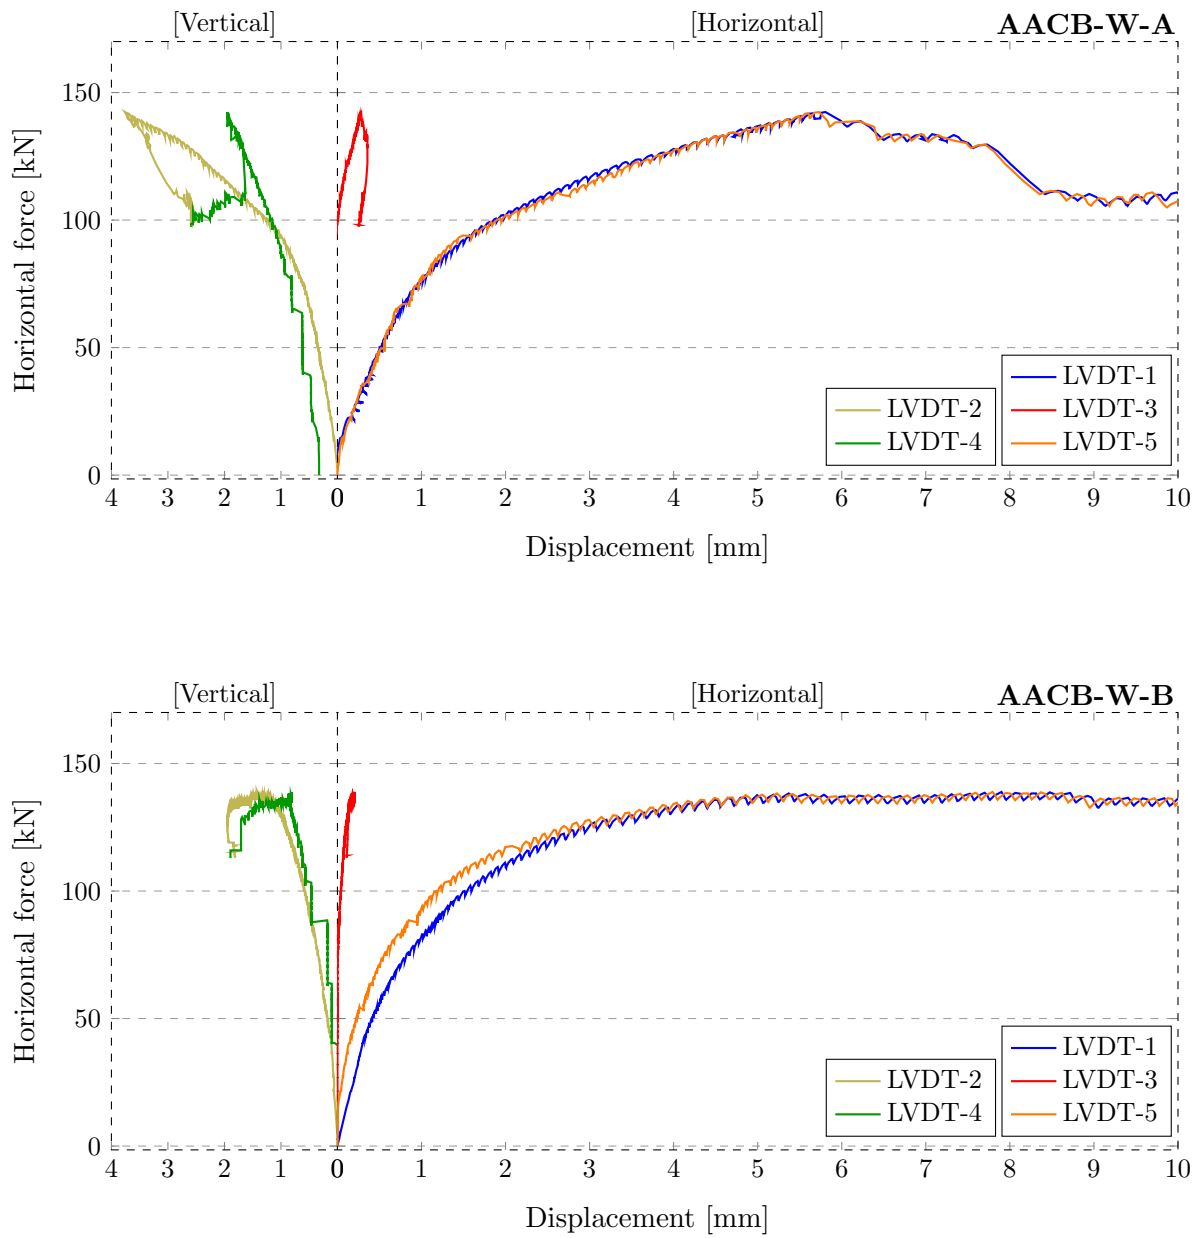 [Vertical] [Horizontal] AACB-W-A
150
100
50
0
Horizontal force [kN]
LVDT-2
LVDT-4
LVDT-1
LVDT-3
LVDT-5
4 3 2 1 0 1 2 3 4 5 6 7 8 9 10
Displacement [mm]
[Vertical] [Horizontal] AACB-W-B
150
100
50
0
Horizontal force [kN]
LVDT-2
LVDT-4
LVDT-1
LVDT-3
LVDT-5
4 3 2 1 0 1 2 3 4 5 6 7 8 9 10
Displacement [mm]